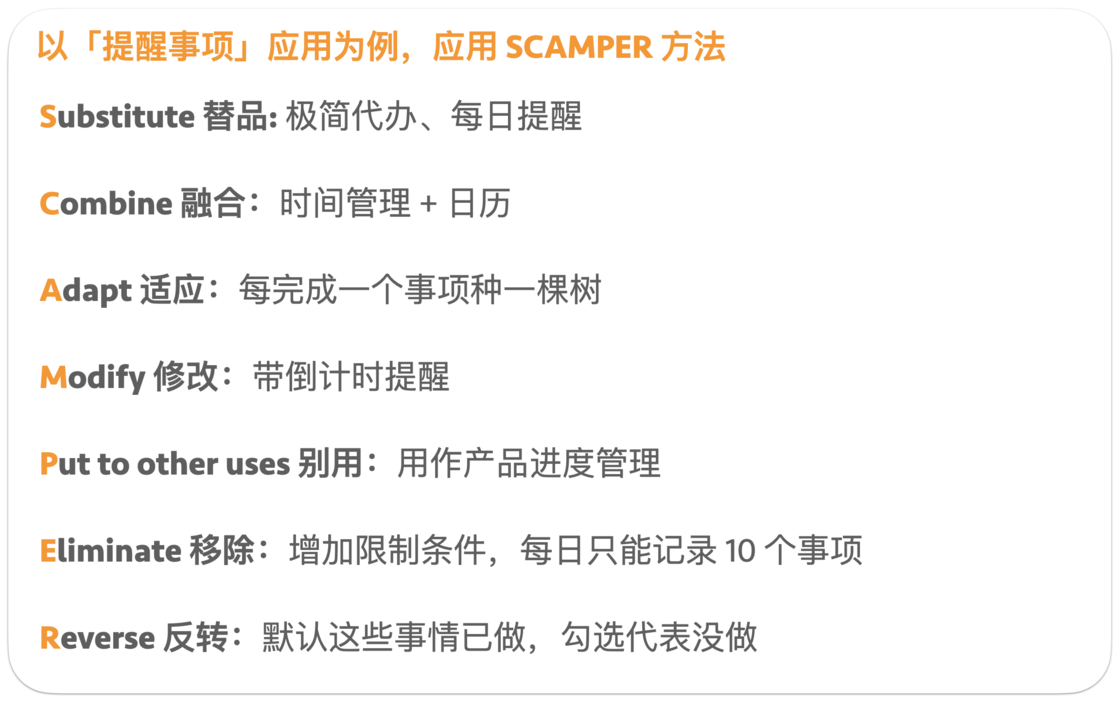 以「提醒事项」应用为例，应用 SCAMPER 方法
Substitute 替品: 极简代办、每日提醒
Combine 融合：时间管理 + 日历
Adapt 适应：每完成一个事项种一棵树
Modify 修改：带倒计时提醒
Put to other uses 别用：用作产品进度管理
Eliminate 移除：增加限制条件，每日只能记录 10 个事项
Reverse 反转：默认这些事情已做，勾选代表没做